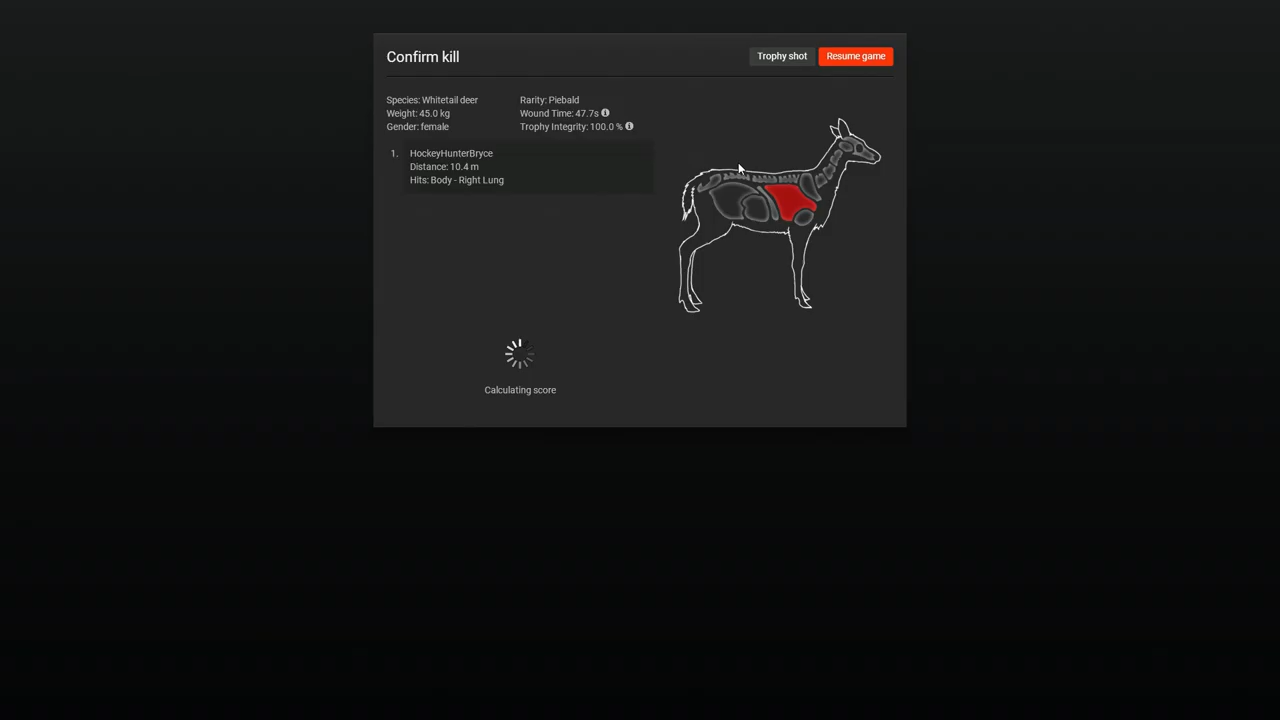 Confirm kill
Trophy shot
Resume game
Species: Whitetail deer
Weight: 45.0 kg
Gender: female
Rarity: Piebald
Wound Time: 47.7s
Trophy Integrity: 100.0 %
1. HockeyHunterBryce
Distance: 10.4 m
Hits: Body - Right Lung
Calculating score